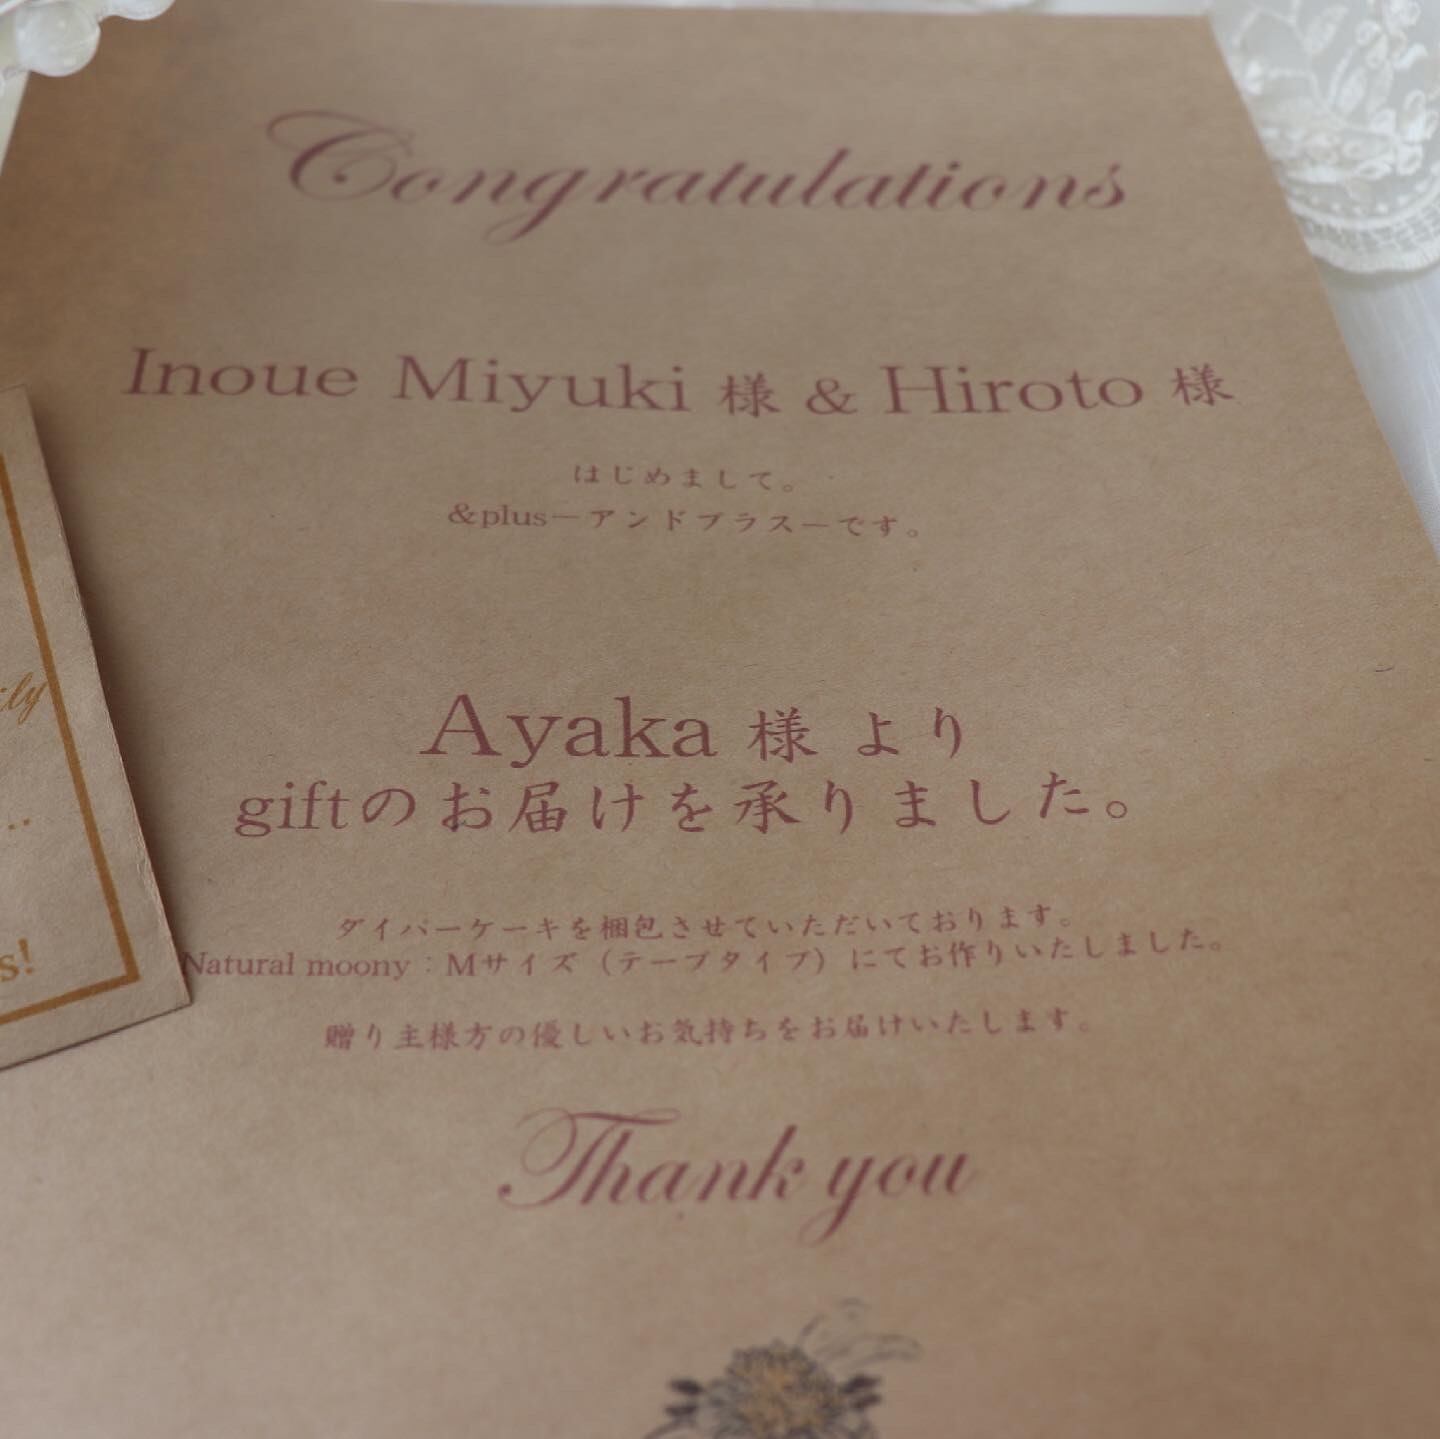 Congratulations
Inoue Miyuki 様 & Hiroto 様
はじめまして。
&plus－アンドプラス－です。
Ayaka 様 より
giftのお届けを承りました。
ダイパーケーキを梱包させていただいております。
Natural moony：Mサイズ（テープタイプ）にてお作りいたしました。
贈り主様方の優しいお気持ちをお届けいたします。
Thank you